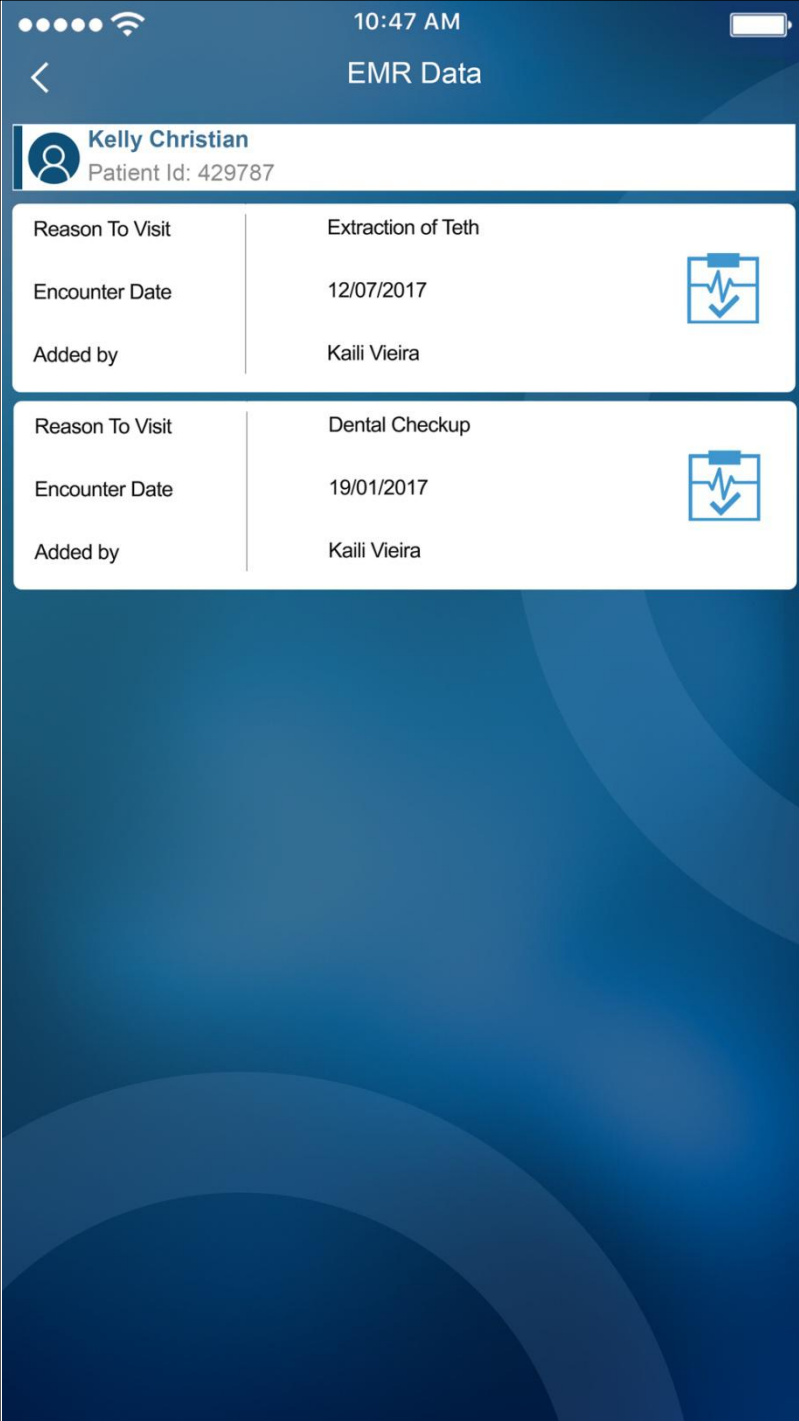 10:47 AM
EMR Data
Kelly Christian
Patient Id: 429787
Reason To Visit Extraction of Teth
Encounter Date 12/07/2017
Added by Kaili Vieira
Reason To Visit Dental Checkup
Encounter Date 19/01/2017
Added by Kaili Vieira